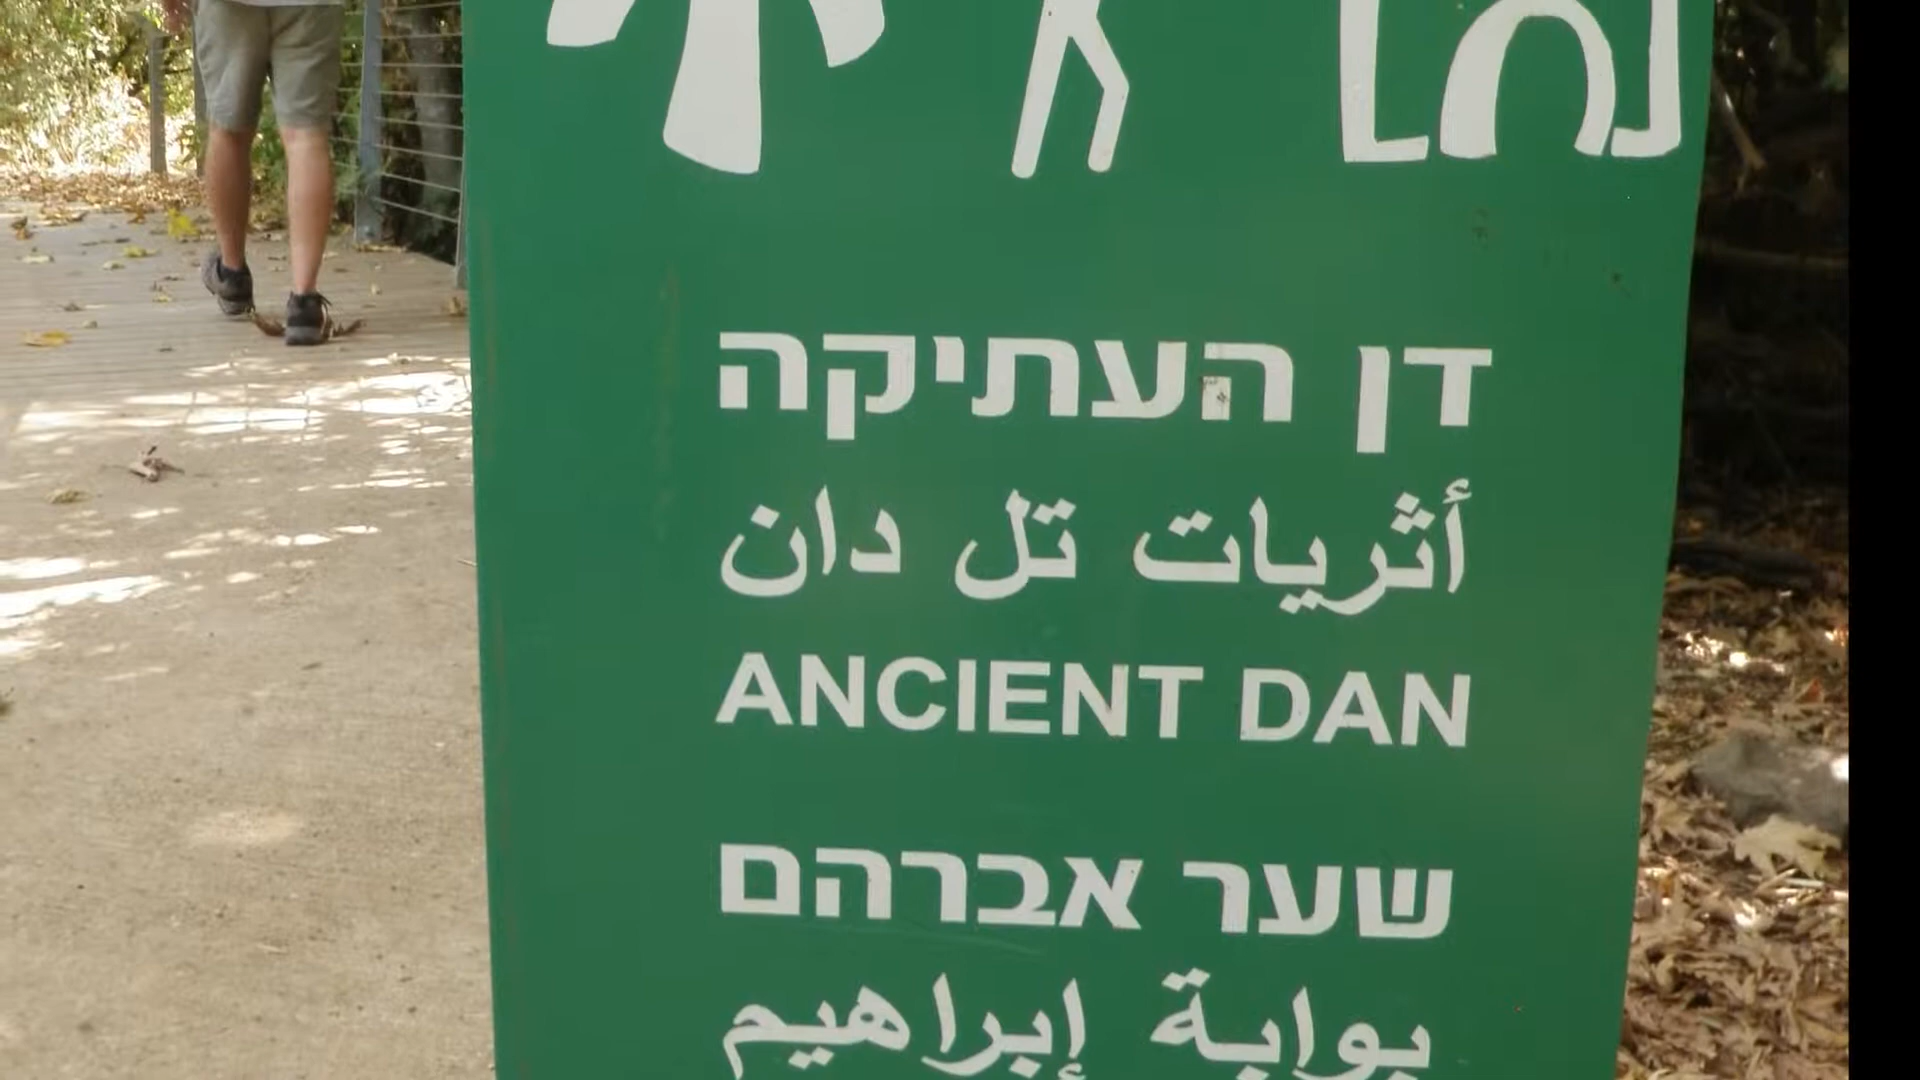 דן העתיקה
أثريات تل دان
ANCIENT DAN
שער אברהם
بوابة إبراهيم